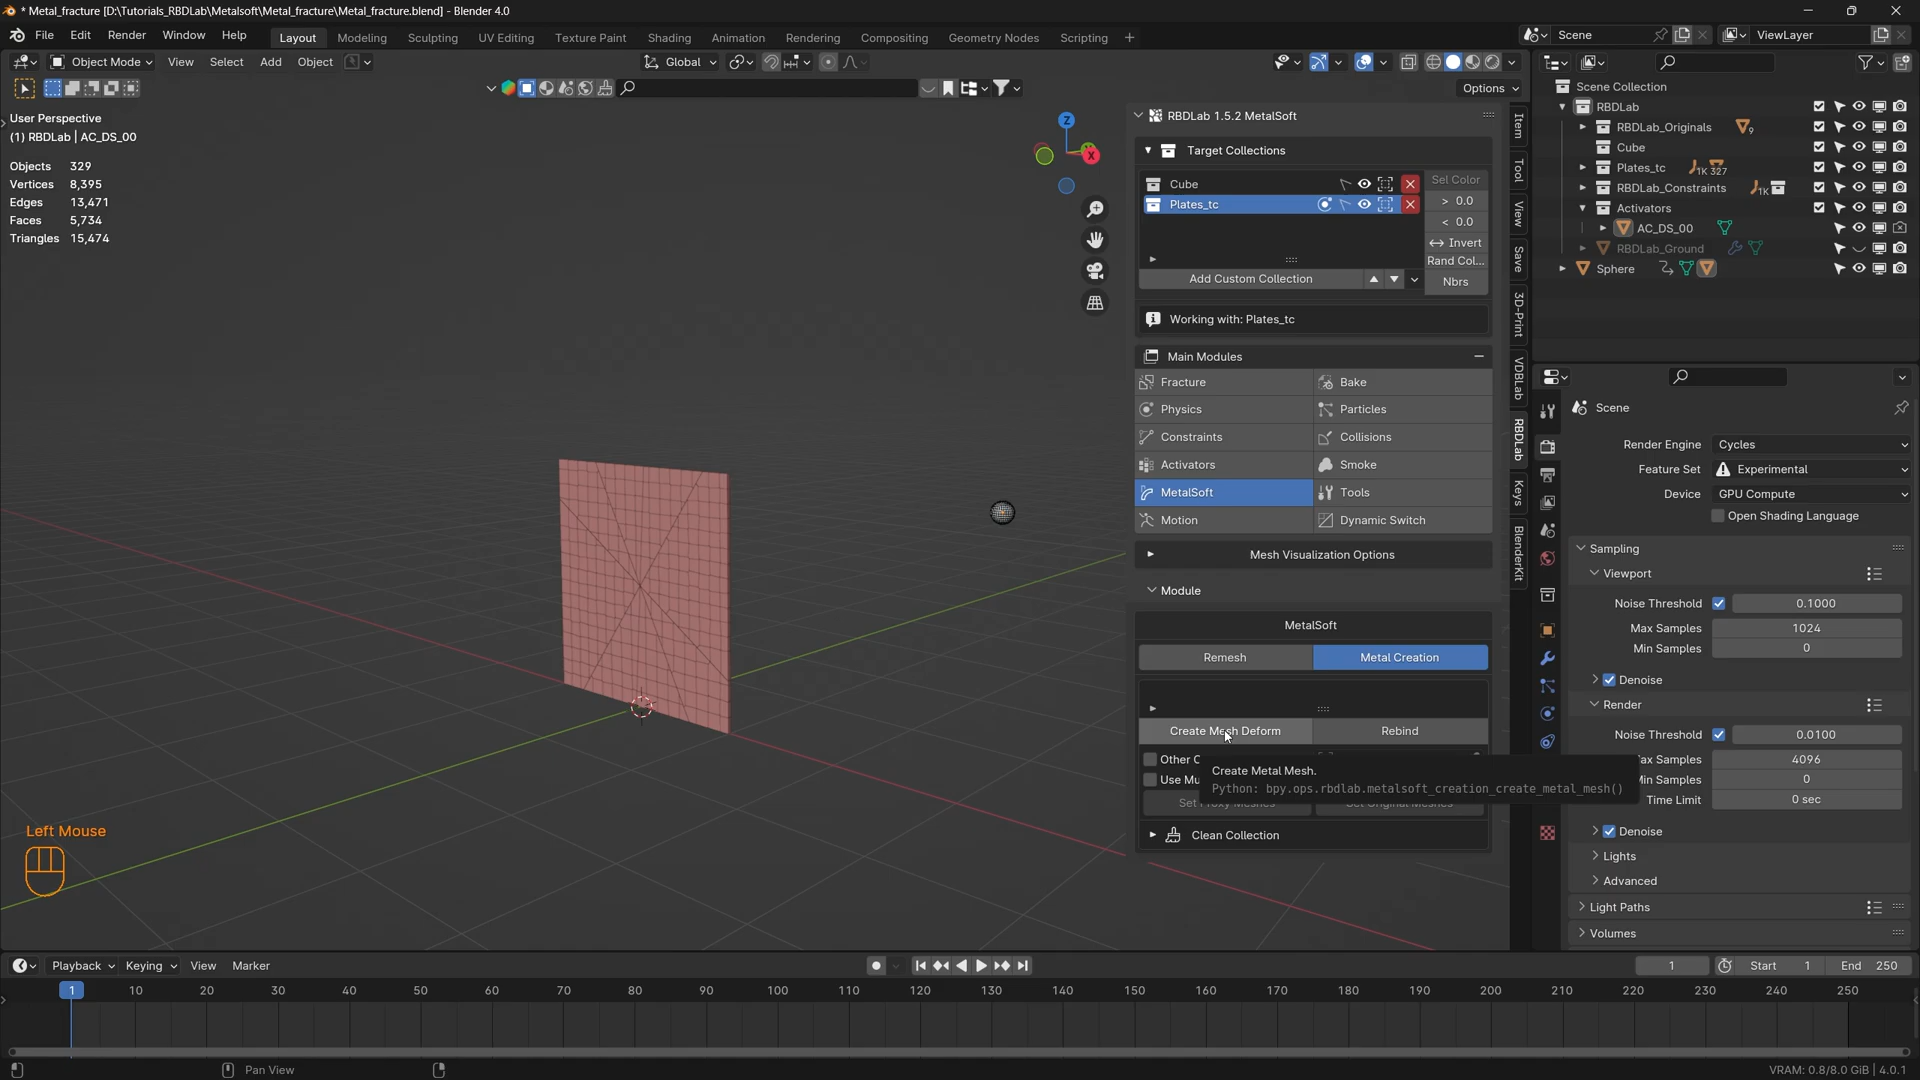 * Metal_fracture [D:\Tutorials_RBDLab\Metalsoft\Metal_fracture\Metal_fracture.blend] - Blender 4.0
File Edit Render Window Help Layout Modeling Sculpting UV Editing Texture Paint Shading Animation Rendering Compositing Geometry Nodes Scripting +
Scene ViewLayer
Object Mode View Select Add Object Global
Options
User Perspective
(1) RBDLab | AC_DS_00
Objects 329
Vertices 8,395
Edges 13,471
Faces 5,734
Triangles 15,474
Z
X
RBDLab 1.5.2 MetalSoft
Target Collections
Cube
Plates_tc
Sel Color
> 0.0
< 0.0
Invert
Rand Col...
Nbrs
Add Custom Collection
Working with: Plates_tc
Main Modules
Fracture Bake
Physics Particles
Constraints Collisions
Activators Smoke
MetalSoft Tools
Motion Dynamic Switch
Mesh Visualization Options
Module
MetalSoft
Remesh Metal Creation
Create Mesh Deform Rebind
Other C
Use Mu
Create Metal Mesh.
Python: bpy.ops.rbdlab.metalsoft_creation_create_metal_mesh()
Clean Collection
Item
Tool
View
Save
3D-Print
VDBLab
RBDLab
Keys
BlenderKit
Scene Collection
RBDLab
RBDLab_Originals 9
Cube
Plates_tc 1K 327
RBDLab_Constraints 1K
Activators
AC_DS_00
RBDLab_Ground
Sphere
Scene
Render Engine Cycles
Feature Set Experimental
Device GPU Compute
Open Shading Language
Sampling
Viewport
Noise Threshold 0.1000
Max Samples 1024
Min Samples 0
Denoise
Render
Noise Threshold 0.0100
ax Samples 4096
Min Samples 0
Time Limit 0 sec
Denoise
Lights
Advanced
Light Paths
Volumes
Left Mouse
Playback Keying View Marker
1 Start 1 End 250
1 10 20 30 40 50 60 70 80 90 100 110 120 130 140 150 160 170 180 190 200 210 220 230 240 250
Pan View
VRAM: 0.8/8.0 GiB | 4.0.1